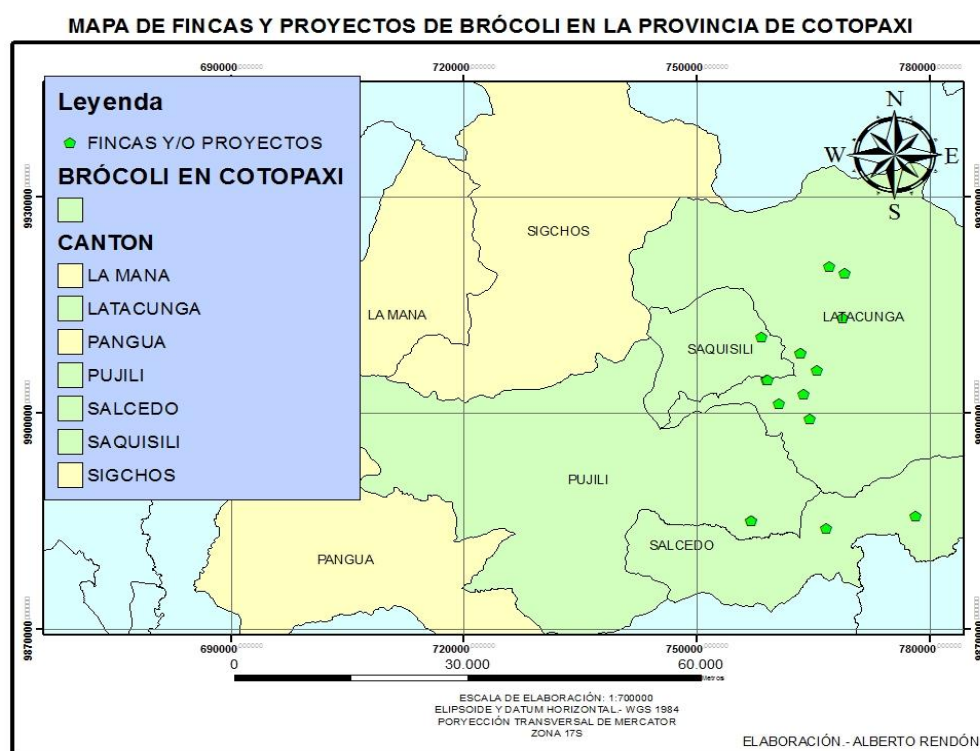 MAPA DE FINCAS Y PROYECTOS DE BRÓCOLI EN LA PROVINCIA DE COTOPAXI
690000 720000 750000 780000
Leyenda
FINCAS Y/O PROYECTOS
BRÓCOLI EN COTOPAXI
CANTON
LA MANA
LATACUNGA
PANGUA
PUJILI
SALCEDO
SAQUISILI
SIGCHOS
N
W E
S
9930000 9930000
SIGCHOS
LA MANA
LATACUNGA
SAQUISILI
9900000 9900000
PUJILI
SALCEDO
PANGUA
9870000 9870000
690000 720000 750000 780000
0 30.000 60.000
Metros
ESCALA DE ELABORACIÓN: 1:700000
ELIPSOIDE Y DATUM HORIZONTAL.- WGS 1984
PORYECCIÓN TRANSVERSAL DE MERCATOR
ZONA 17S
ELABORACIÓN.- ALBERTO RENDÓN